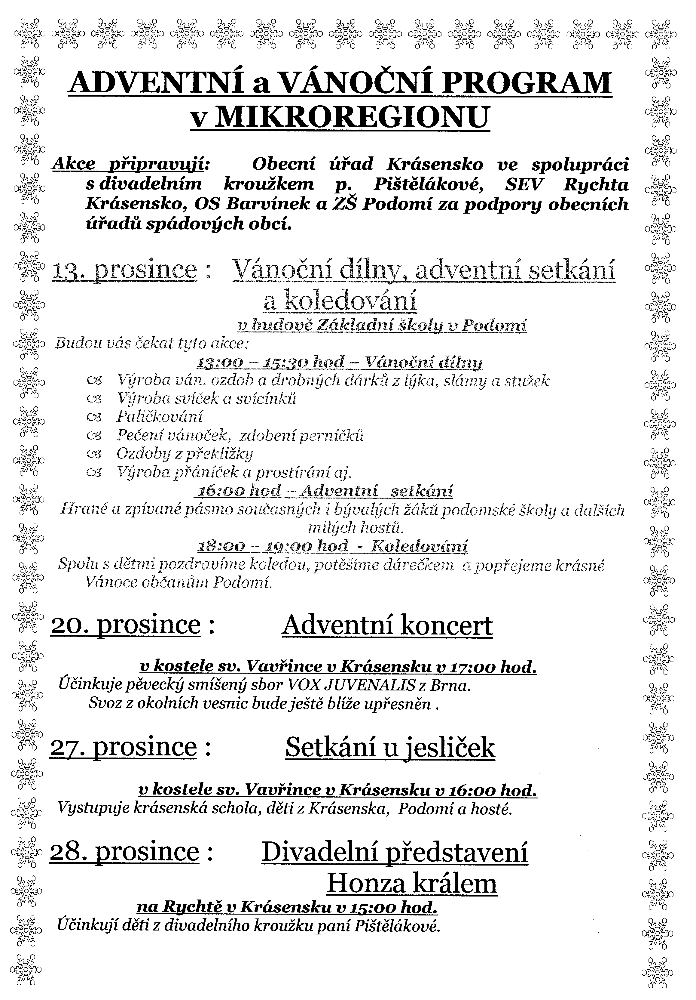 ADVENTNÍ a VÁNOČNÍ PROGRAM
v MIKROREGIONU
Akce připravují: Obecní úřad Krásensko ve spolupráci
s divadelním kroužkem p. Pištělákové, SEV Rychta
Krásensko, OS Barvínek a ZŠ Podomí za podpory obecních
úřadů spádových obcí.
13. prosince : Vánoční dílny, adventní setkání
a koledování
v budově Základní školy v Podomí
Budou vás čekat tyto akce:
13:00 – 15:30 hod – Vánoční dílny
Výroba ván. ozdob a drobných dárků z lýka, slámy a stužek
Výroba svíček a svícínků
Paličkování
Pečení vánoček, zdobení perníčků
Ozdoby z překližky
Výroba přáníček a prostírání aj.
16:00 hod – Adventní setkání
Hrané a zpívané pásmo současných i bývalých žáků podomské školy a dalších
milých hostů.
18:00 – 19:00 hod - Koledování
Spolu s dětmi pozdravíme koledou, potěšíme dárečkem a popřejeme krásné
Vánoce občanům Podomí.
20. prosince : Adventní koncert
v kostele sv. Vavřince v Krásensku v 17:00 hod.
Účinkuje pěvecký smíšený sbor VOX JUVENALIS z Brna.
Svoz z okolních vesnic bude ještě blíže upřesněn .
27. prosince : Setkání u jesliček
v kostele sv. Vavřince v Krásensku v 16:00 hod.
Vystupuje krásenská schola, děti z Krásenska, Podomí a hosté.
28. prosince : Divadelní představení
Honza králem
na Rychtě v Krásensku v 15:00 hod.
Účinkují děti z divadelního kroužku paní Pištělákové.